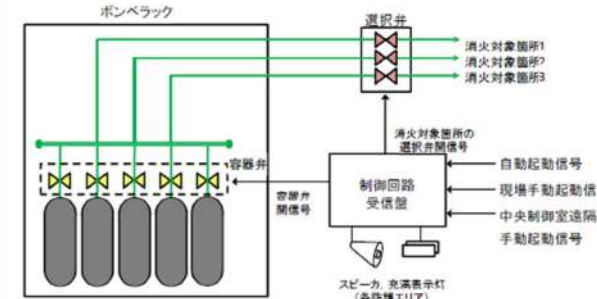 ボンベラック
選択弁
消火対象箇所1
消火対象箇所2
消火対象箇所3
容器弁
消火対象箇所の
選択弁開信号
容器弁
開信号
制御回路
受信盤
自動起動信号
現場手動起動信
中央制御室遠隔
手動起動信号
スピーカ，充満表示灯